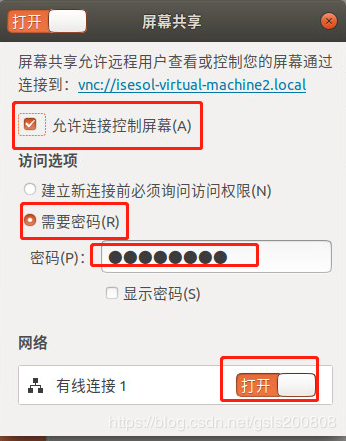 打开 屏幕共享
屏幕共享允许远程用户查看或控制您的屏幕通过
连接到：vnc://isesol-virtual-machine2.local
允许连接控制屏幕(A)
访问选项
建立新连接前必须询问访问权限(N)
需要密码(R)
密码(P)： ●●●●●●●●
显示密码(S)
网络
有线连接 1 打开
https://blog.csdn.net/gsls200808